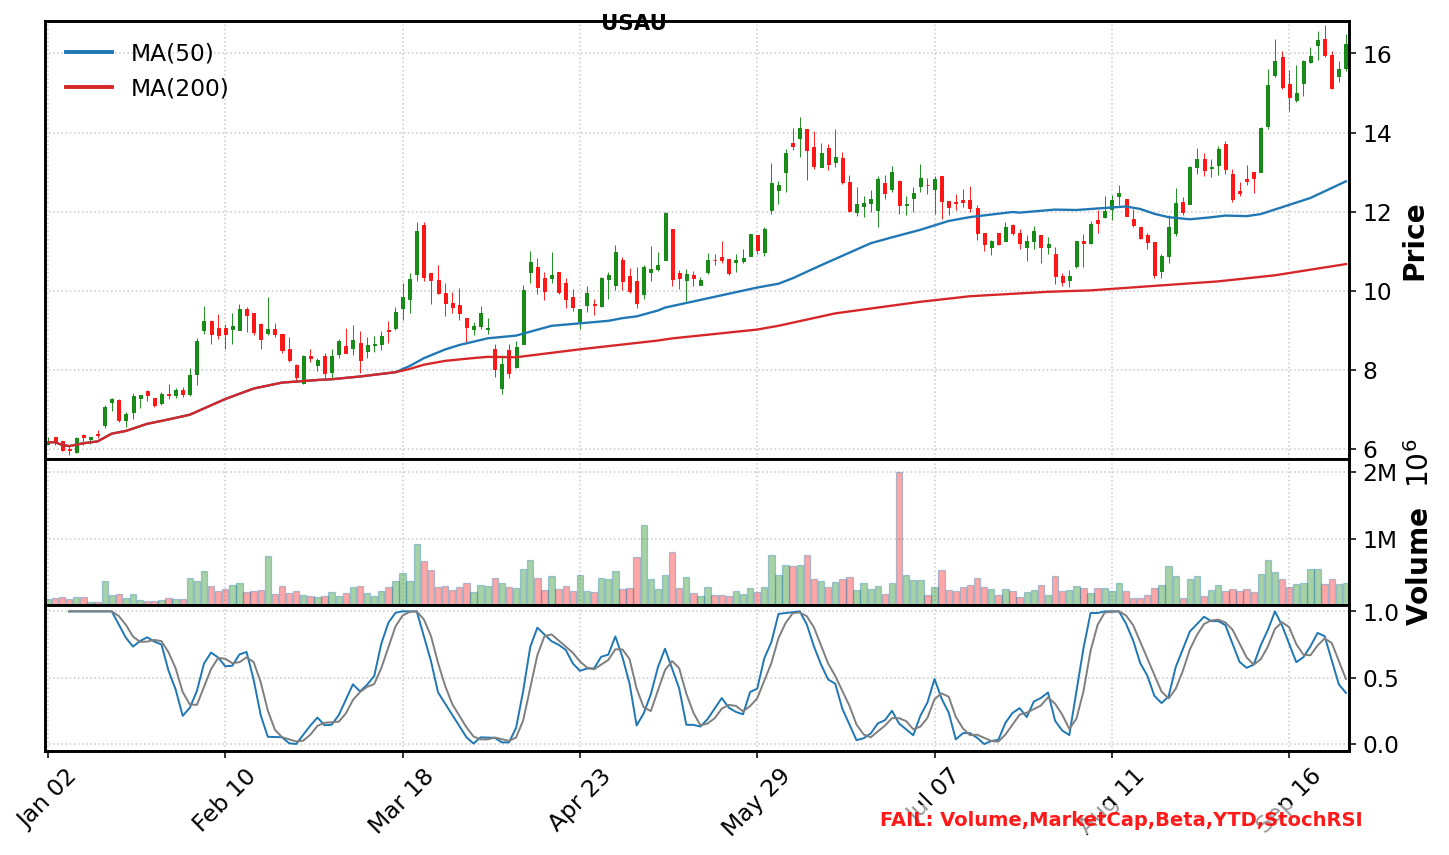 USAU
MA(50)
MA(200)
16
14
12
10
8
6
Price
2M
1M
Volume 10^6
1.0
0.5
0.0
Jan 02
Feb 10
Mar 18
Apr 23
May 29
Jul 07
Aug 11
Sep 16
FAIL: Volume,MarketCap,Beta,YTD,StochRSI